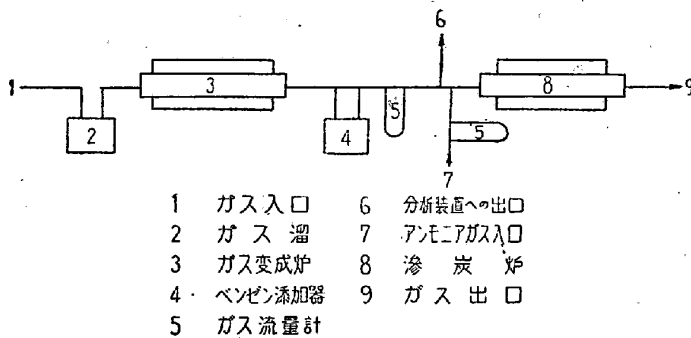 6
1
3
8
9
2
4
5
5
7
1 ガス入口 6 分析装置への出口
2 ガス溜 7 アンモニアガス入口
3 ガス変成炉 8 滲炭炉
4 ベンゼン添加器 9 ガス出口
5 ガス流量計